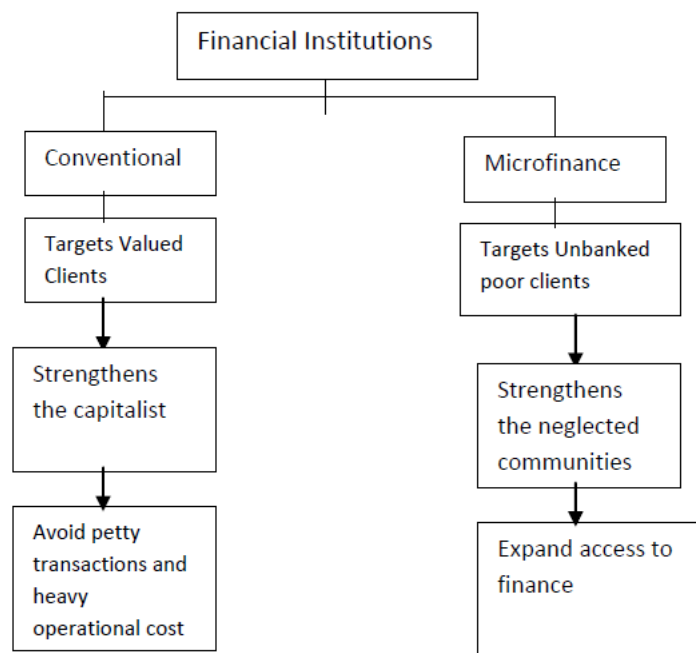 Financial Institutions
Conventional
Microfinance
Targets Valued
Clients
Targets Unbanked
poor clients
Strengthens
the capitalist
Strengthens
the neglected
communities
Avoid petty
transactions and
heavy
operational cost
Expand access to
finance